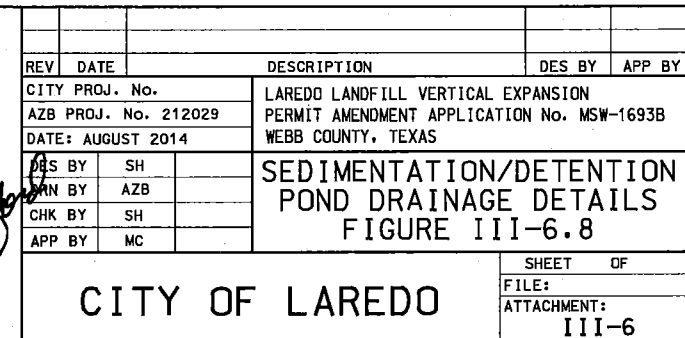 REV DATE DESCRIPTION DES BY APP BY
CITY PROJ. No.
AZB PROJ. No. 212029
DATE: AUGUST 2014
LAREDO LANDFILL VERTICAL EXPANSION
PERMIT AMENDMENT APPLICATION No. MSW-1693B
WEBB COUNTY, TEXAS
DES BY SH
DRN BY AZB
CHK BY SH
APP BY MC
SEDIMENTATION/DETENTION
POND DRAINAGE DETAILS
FIGURE III-6.8
CITY OF LAREDO
SHEET OF
FILE:
ATTACHMENT:
III-6